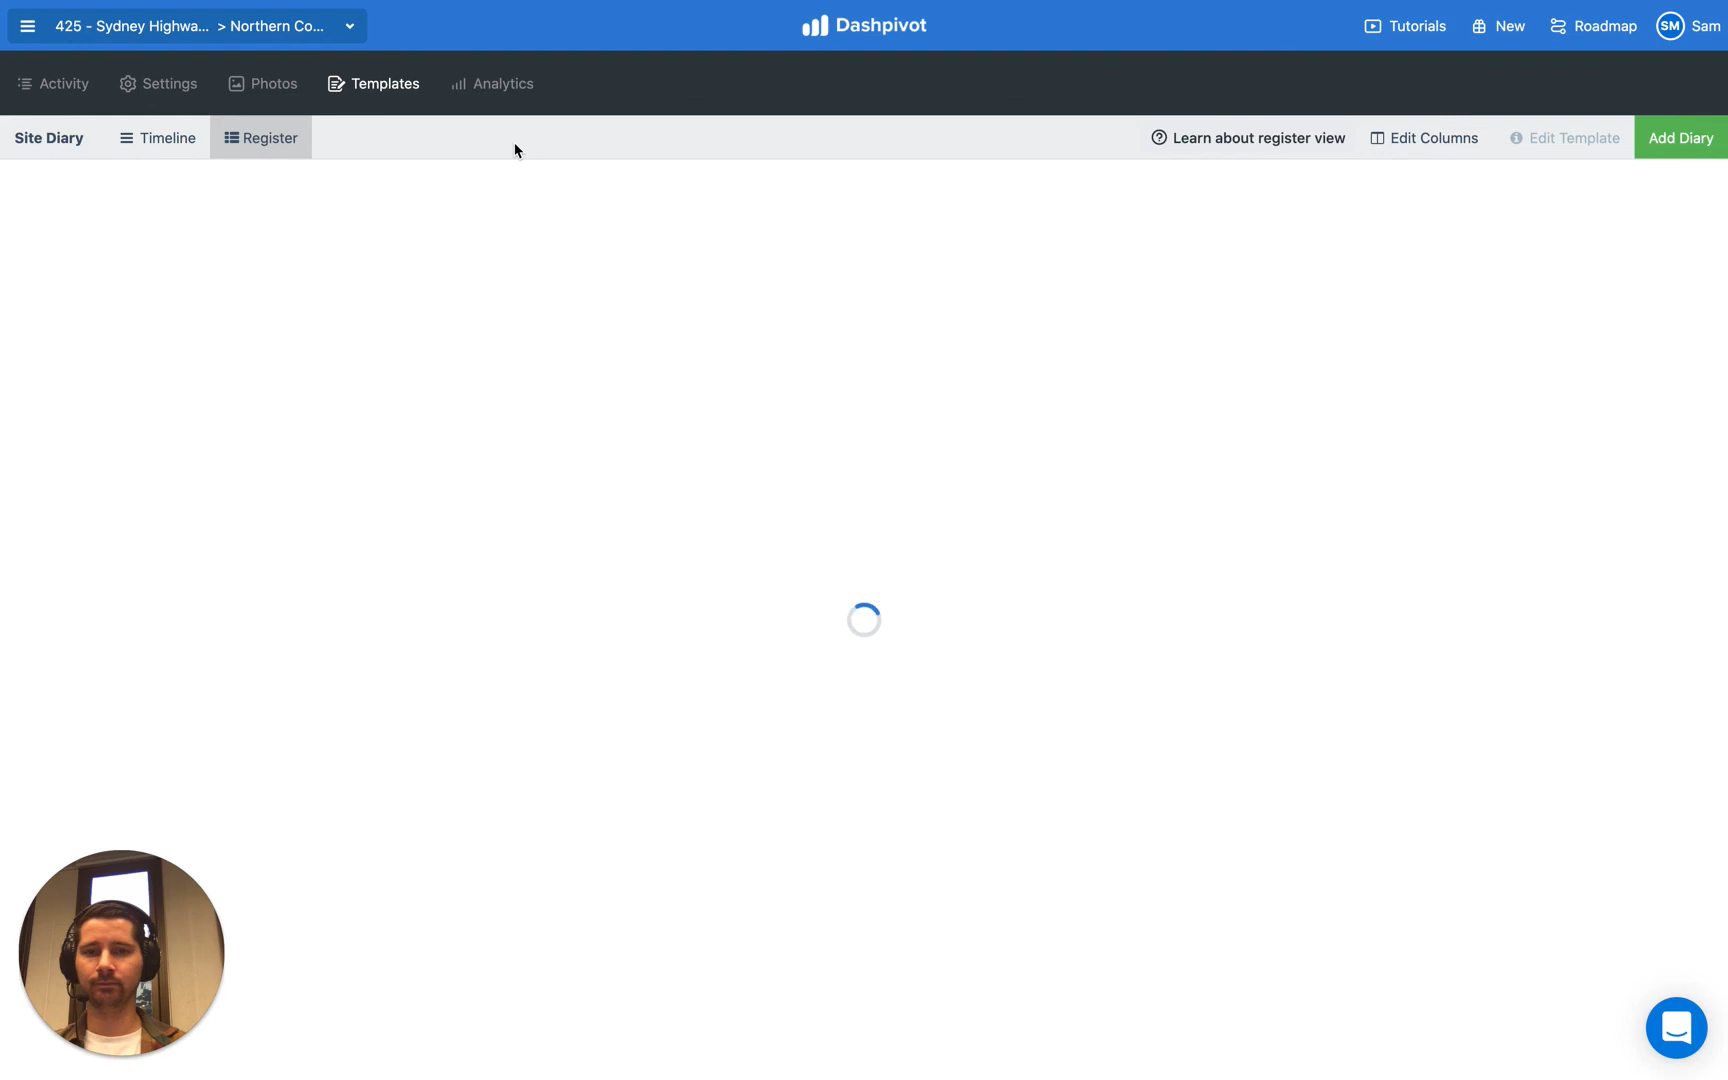 425 - Sydney Highwa... > Northern Co...
Dashpivot
Tutorials
New
Roadmap
SM
Sam
Activity
Settings
Photos
Templates
Analytics
Site Diary
Timeline
Register
Learn about register view
Edit Columns
Edit Template
Add Diary